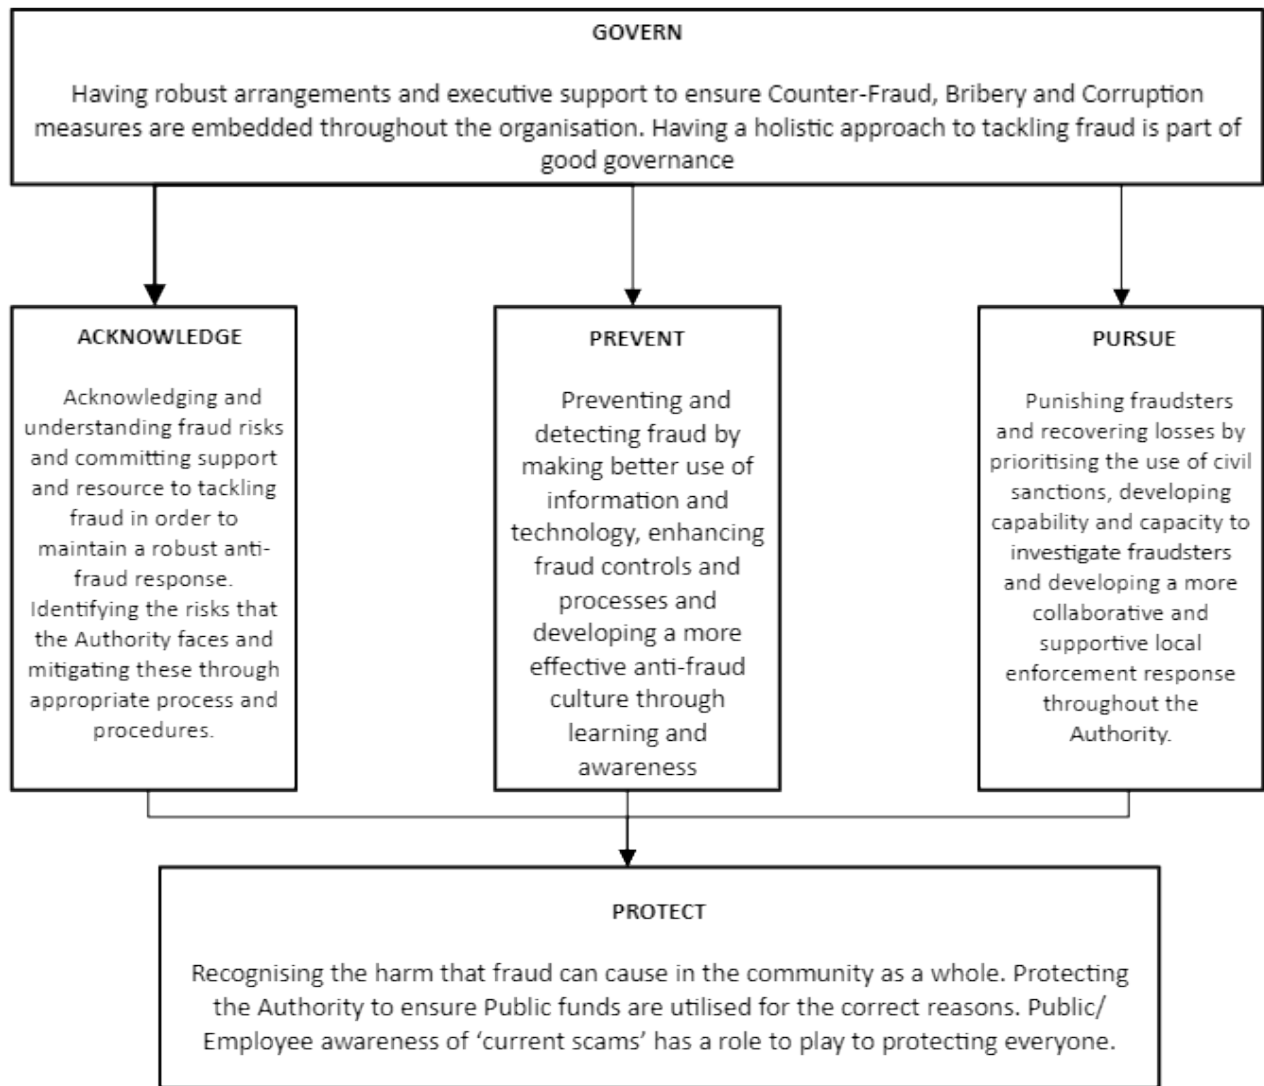 GOVERN
Having robust arrangements and executive support to ensure Counter-Fraud, Bribery and Corruption
measures are embedded throughout the organisation. Having a holistic approach to tackling fraud is part of
good governance
ACKNOWLEDGE
Acknowledging and
understanding fraud risks
and committing support
and resource to tackling
fraud in order to
maintain a robust anti-
fraud response.
Identifying the risks that
the Authority faces and
mitigating these through
appropriate process and
procedures.
PREVENT
Preventing and
detecting fraud by
making better use of
information and
technology, enhancing
fraud controls and
processes and
developing a more
effective anti-fraud
culture through
learning and
awareness
PURSUE
Punishing fraudsters
and recovering losses by
prioritising the use of civil
sanctions, developing
capability and capacity to
investigate fraudsters
and developing a more
collaborative and
supportive local
enforcement response
throughout the
Authority.
PROTECT
Recognising the harm that fraud can cause in the community as a whole. Protecting
the Authority to ensure Public funds are utilised for the correct reasons. Public/
Employee awareness of ‘current scams’ has a role to play to protecting everyone.